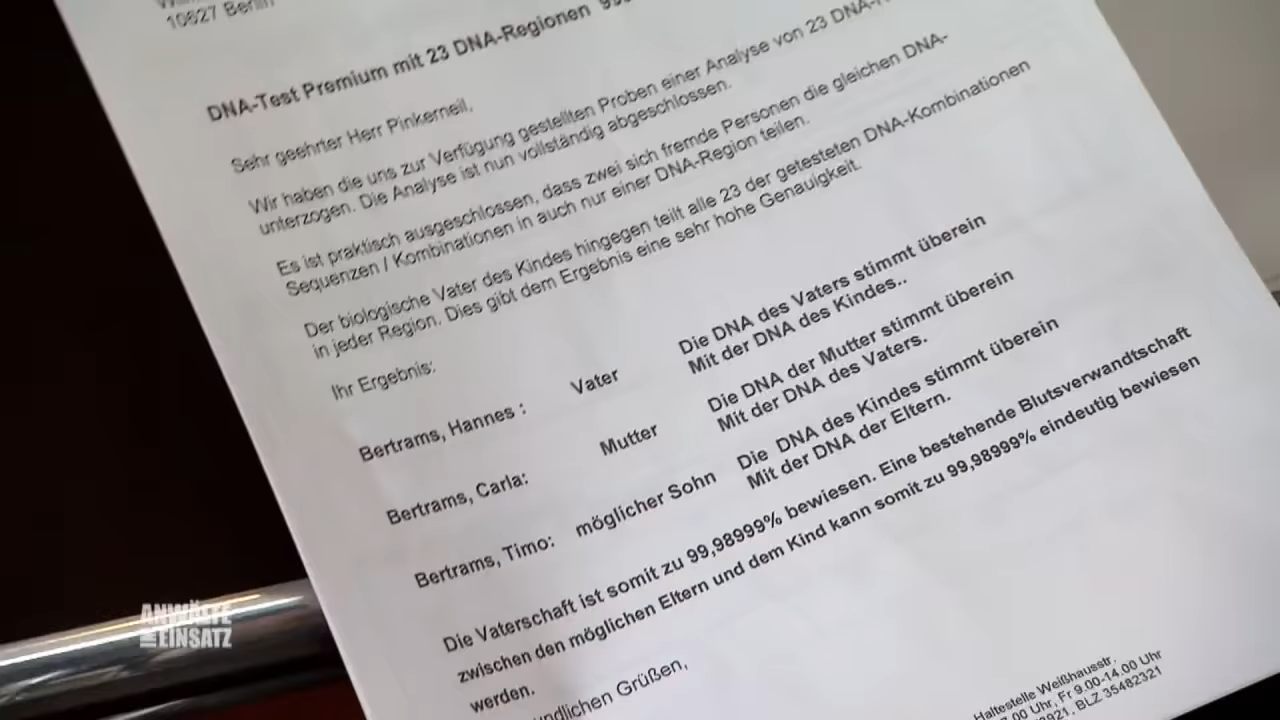 10627 Berlin
DNA-Test Premium mit 23 DNA-Regionen
Sehr geehrter Herr Pinkerneil,
Wir haben die uns zur Verfügung gestellten Proben einer Analyse von 23 DNA-
unterzogen. Die Analyse ist nun vollständig abgeschlossen.
Es ist praktisch ausgeschlossen, dass zwei sich fremde Personen die gleichen DNA-
Sequenzen / Kombinationen in auch nur einer DNA-Region teilen.
Der biologische Vater des Kindes hingegen teilt alle 23 der getesteten DNA-Kombinationen
in jeder Region. Dies gibt dem Ergebnis eine sehr hohe Genauigkeit.
Ihr Ergebnis:
Bertrams, Hannes : Vater Die DNA des Vaters stimmt überein
Mit der DNA des Kindes..
Bertrams, Carla: Mutter Die DNA der Mutter stimmt überein
Mit der DNA des Vaters.
Bertrams, Timo: möglicher Sohn Die DNA des Kindes stimmt überein
Mit der DNA der Eltern.
Die Vaterschaft ist somit zu 99,98999% bewiesen. Eine bestehende Blutsverwandtschaft
zwischen den möglichen Eltern und dem Kind kann somit zu 99,98999% eindeutig bewiesen
werden.
ndlichen Grüßen,
Haltestelle Weißhausstr.
00 Uhr, Fr 9.00-14.00 Uhr
921, BLZ 35482321
ANWÄLTE
IM EINSATZ